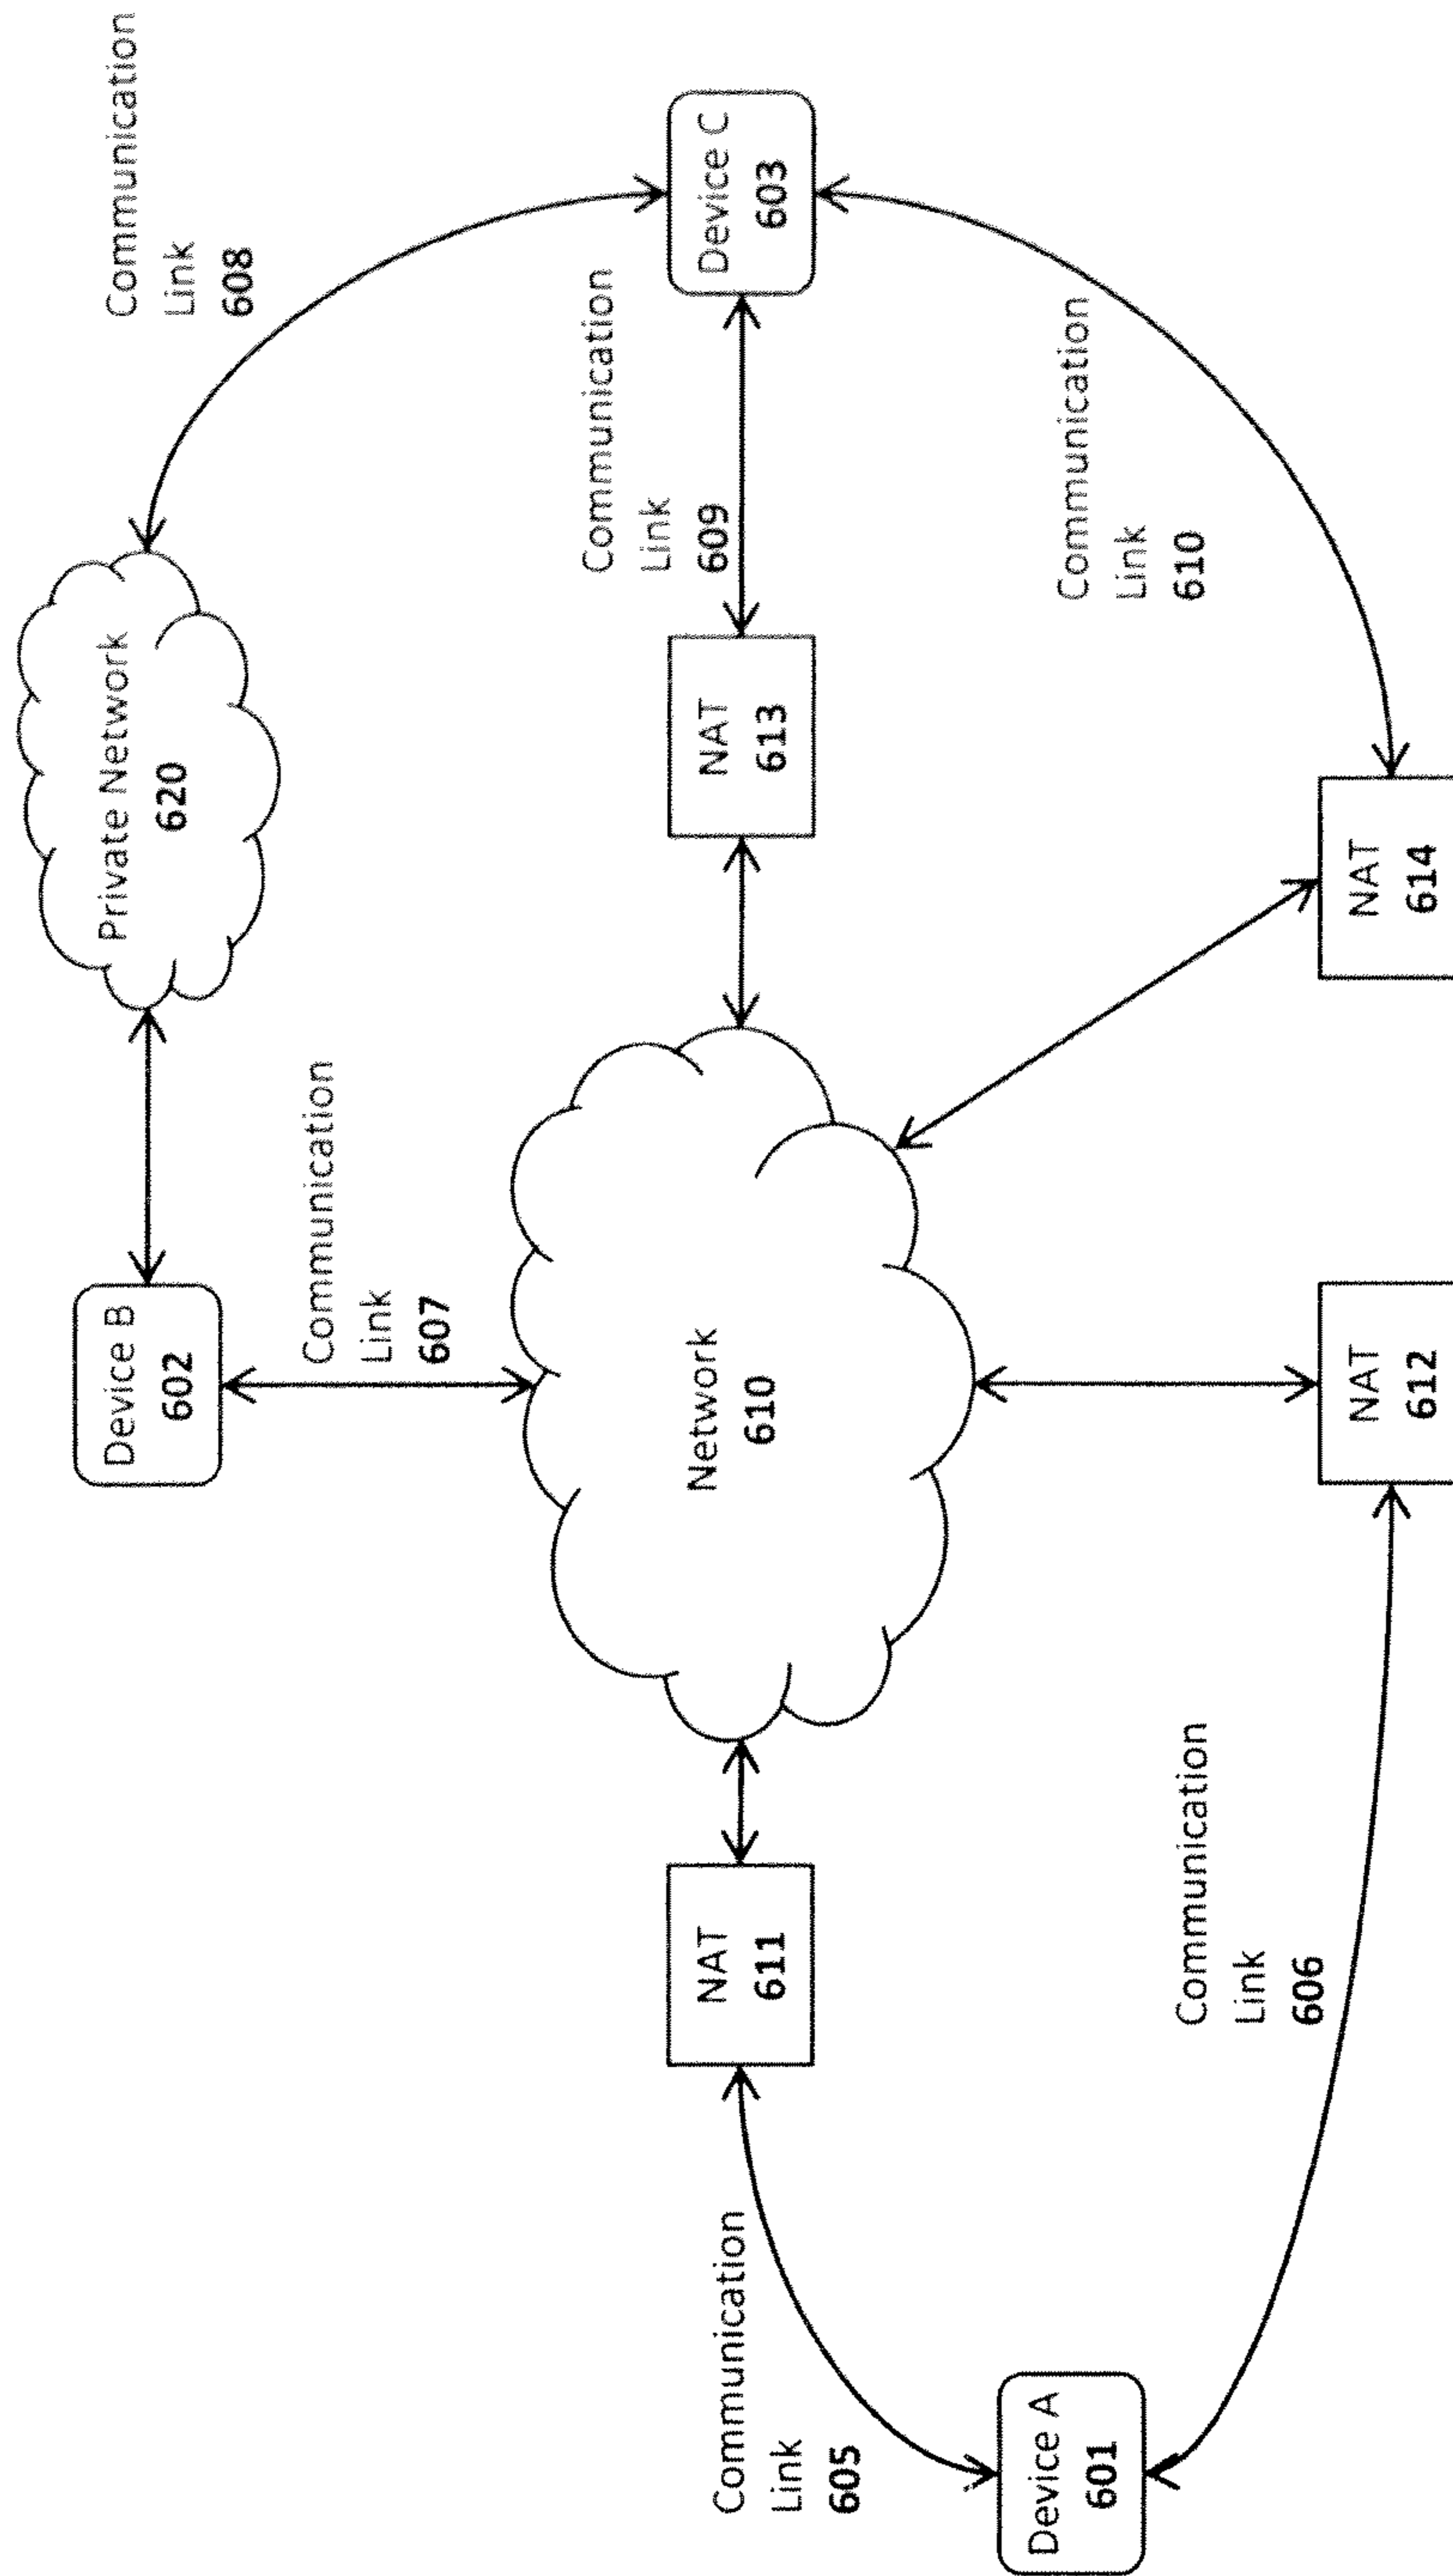 Device B
602
Private Network
620
Communication
Link
608
Communication
Link
607
Communication
Link
605
NAT
611
Network
610
NAT
613
Communication
Link
609
Device C
603
Device A
601
Communication
Link
606
Communication
Link
610
NAT
612
NAT
614